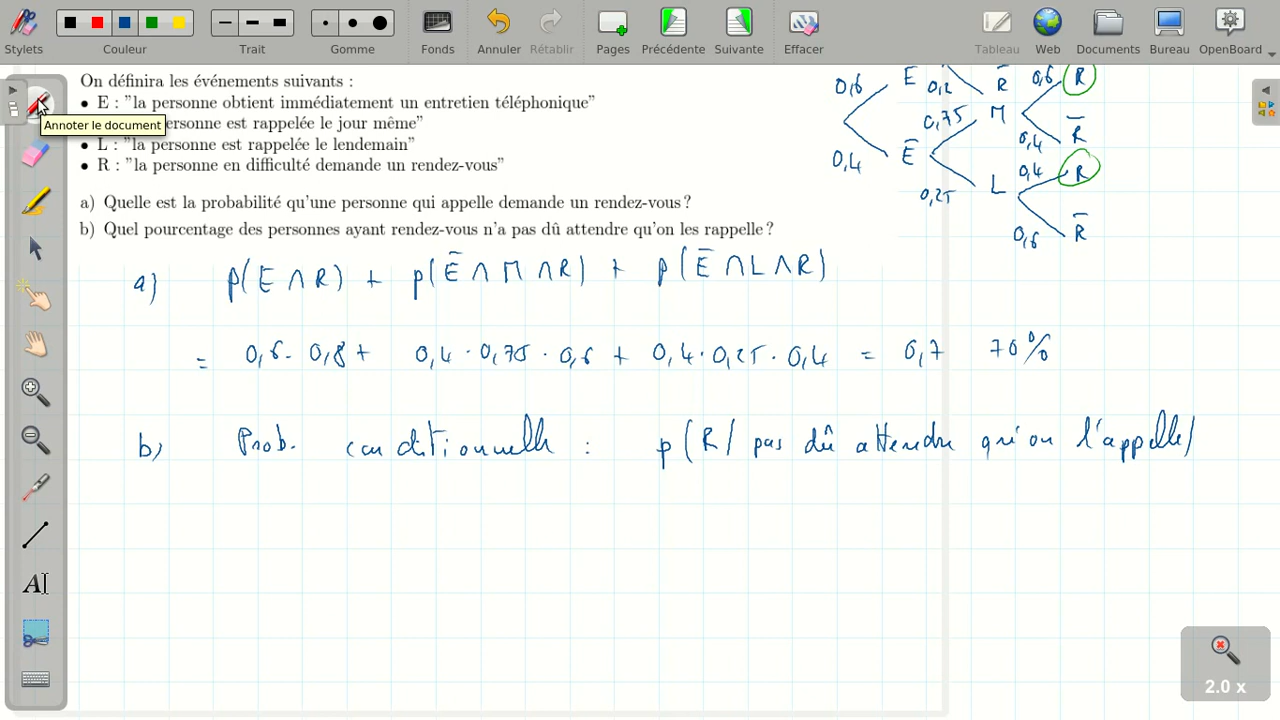 Stylets Couleur Trait Gomme Fonds Annuler Rétablir Pages Précédente Suivante Effacer Tableau Web Documents Bureau OpenBoard
On définira les événements suivants :
• E : "la personne obtient immédiatement un entretien téléphonique"
Annoter le document
personne est rappelée le jour même"
• L : "la personne est rappelée le lendemain"
• R : "la personne en difficulté demande un rendez-vous"
a) Quelle est la probabilité qu'une personne qui appelle demande un rendez-vous ?
b) Quel pourcentage des personnes ayant rendez-vous n'a pas dû attendre qu'on les rappelle ?
0,6 E 0,2 R̅ 0,6 R
0,75 M
0,4 R̅
0,4 E̅ 0,4 R
0,25 L
0,6 R̅
a) p(E ∩ R) + p(E̅ ∩ M ∩ R) + p(E̅ ∩ L ∩ R)
= 0,6 · 0,8 + 0,4 · 0,75 · 0,6 + 0,4 · 0,25 · 0,4 = 0,7 70%
b) Prob. conditionnelle : p(R/ pas dû attendre qu'on l'appelle)
2.0 x